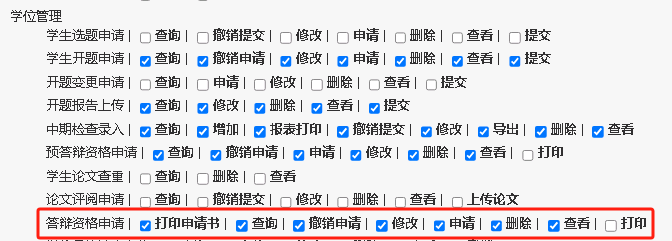 学位管理
学生选题申请 | 查询 | 撤销提交 | 修改 | 申请 | 删除 | 查看 | 提交
学生开题申请 | 查询 | 撤销申请 | 修改 | 申请 | 删除 | 查看 | 提交
开题变更申请 | 查询 | 申请 | 修改 | 删除 | 查看 | 提交
开题报告上传 | 查询 | 修改 | 删除 | 查看 | 提交
中期检查录入 | 查询 | 增加 | 报表打印 | 撤销提交 | 修改 | 导出 | 删除 | 查看
预答辩资格申请 | 查询 | 撤销申请 | 申请 | 修改 | 删除 | 查看 | 打印
学生论文查重 | 查询 | 删除 | 查看
论文评阅申请 | 查询 | 撤销提交 | 修改 | 删除 | 查看 | 上传论文
答辩资格申请 | 打印申请书 | 查询 | 撤销申请 | 修改 | 申请 | 删除 | 查看 | 打印